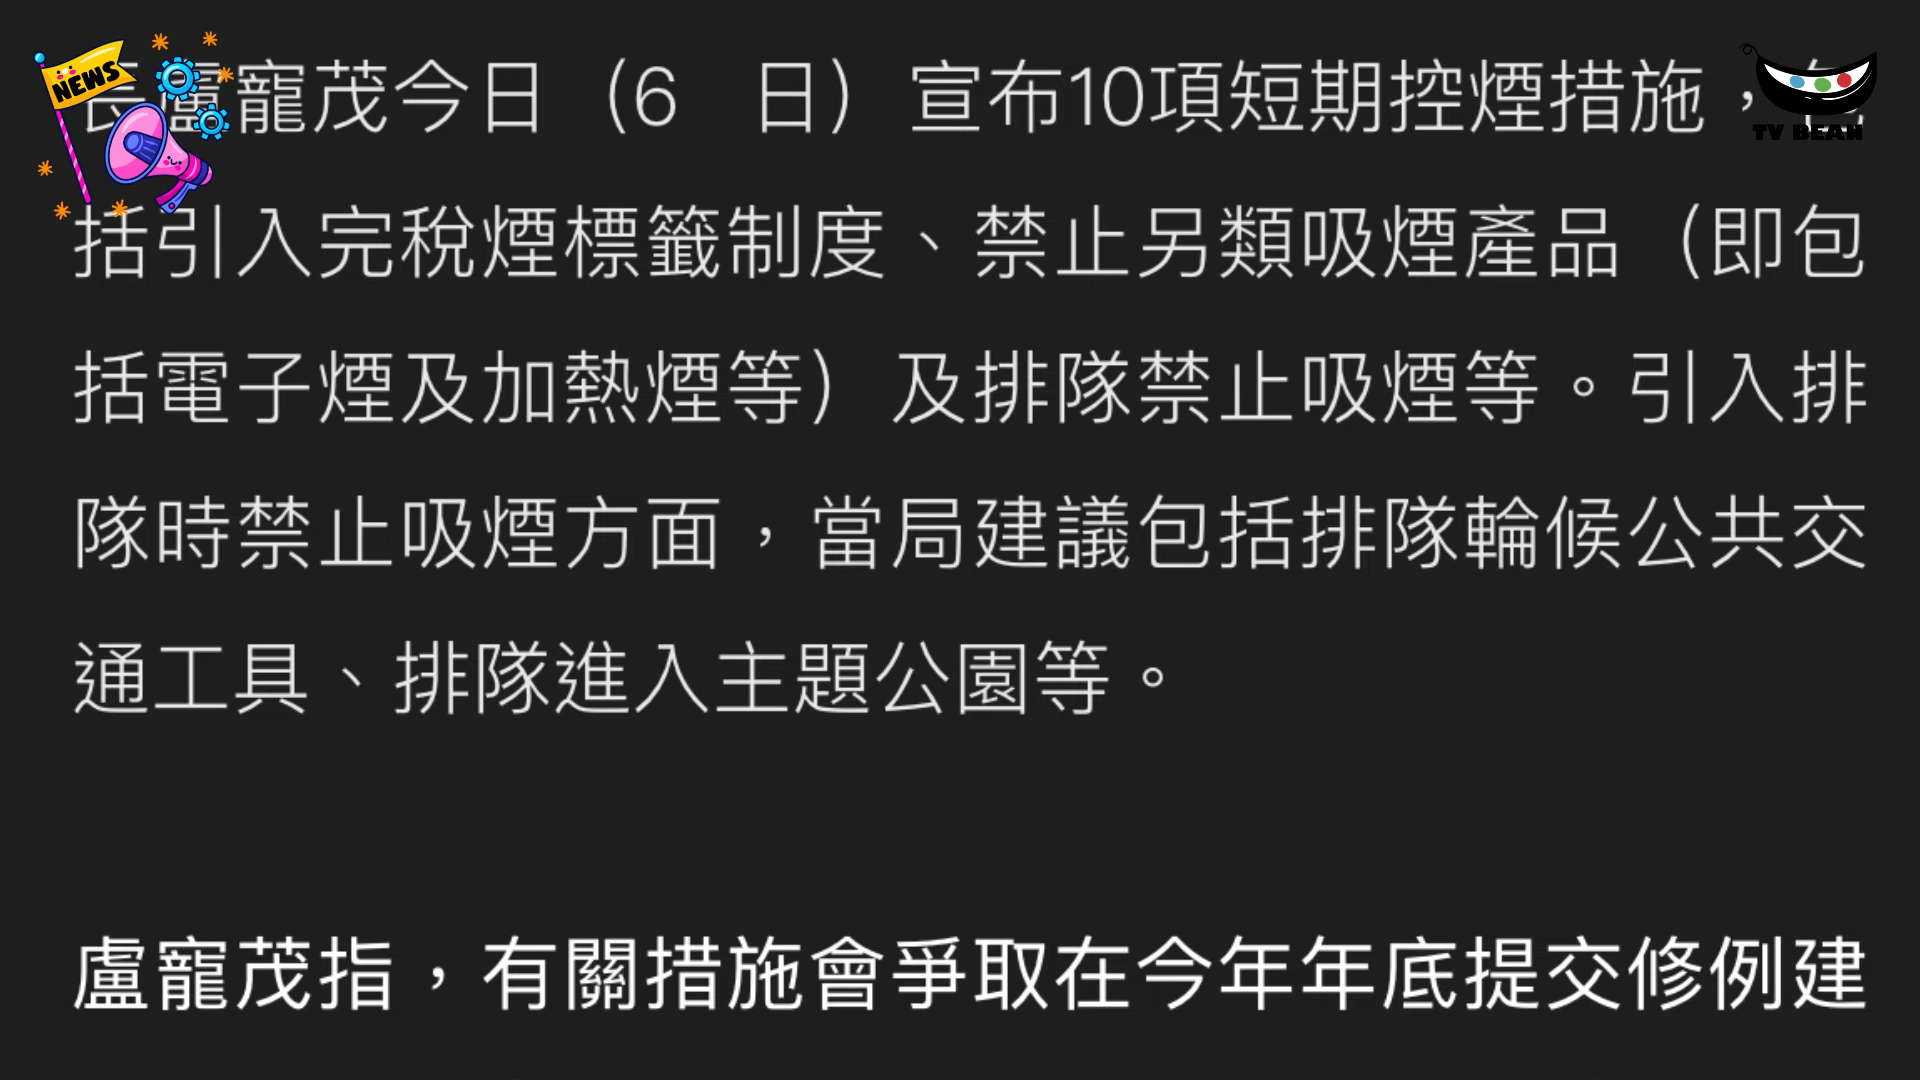 NEWS
長盧寵茂今日（6 日）宣布10項短期控煙措施，包
TV BEAN
括引入完稅煙標籤制度、禁止另類吸煙產品（即包
括電子煙及加熱煙等）及排隊禁止吸煙等。引入排
隊時禁止吸煙方面，當局建議包括排隊輪候公共交
通工具、排隊進入主題公園等。
盧寵茂指，有關措施會爭取在今年年底提交修例建